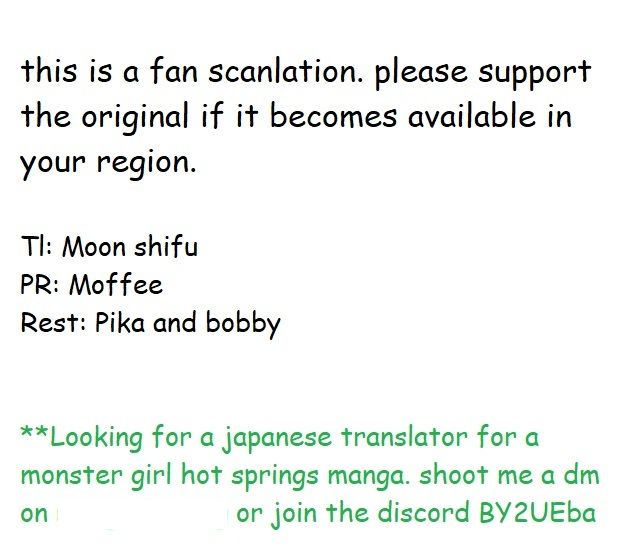 this is a fan scanlation. please support
the original if it becomes available in
your region.
Tl: Moon shifu
PR: Moffee
Rest: Pika and bobby
**Looking for a japanese translator for a
monster girl hot springs manga. shoot me a dm
on or join the discord BY2UEba